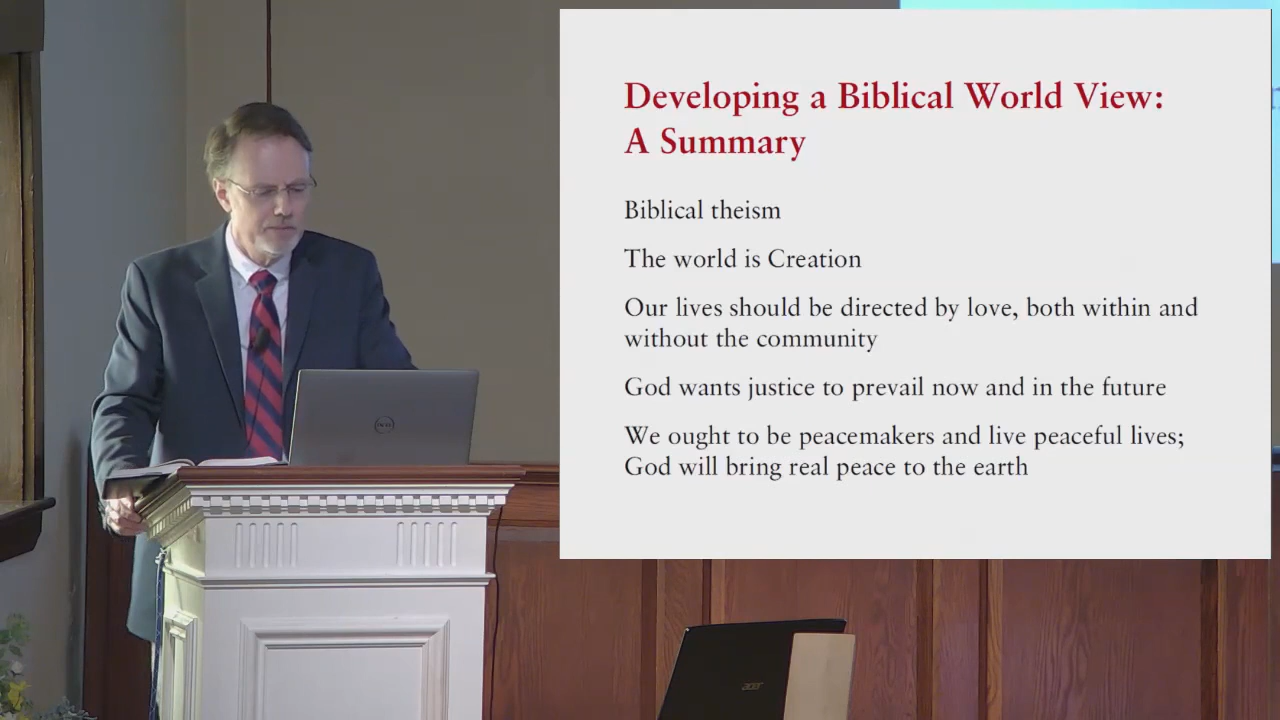 Developing a Biblical World View:
A Summary
Biblical theism
The world is Creation
Our lives should be directed by love, both within and
without the community
God wants justice to prevail now and in the future
We ought to be peacemakers and live peaceful lives;
God will bring real peace to the earth
DELL
acer